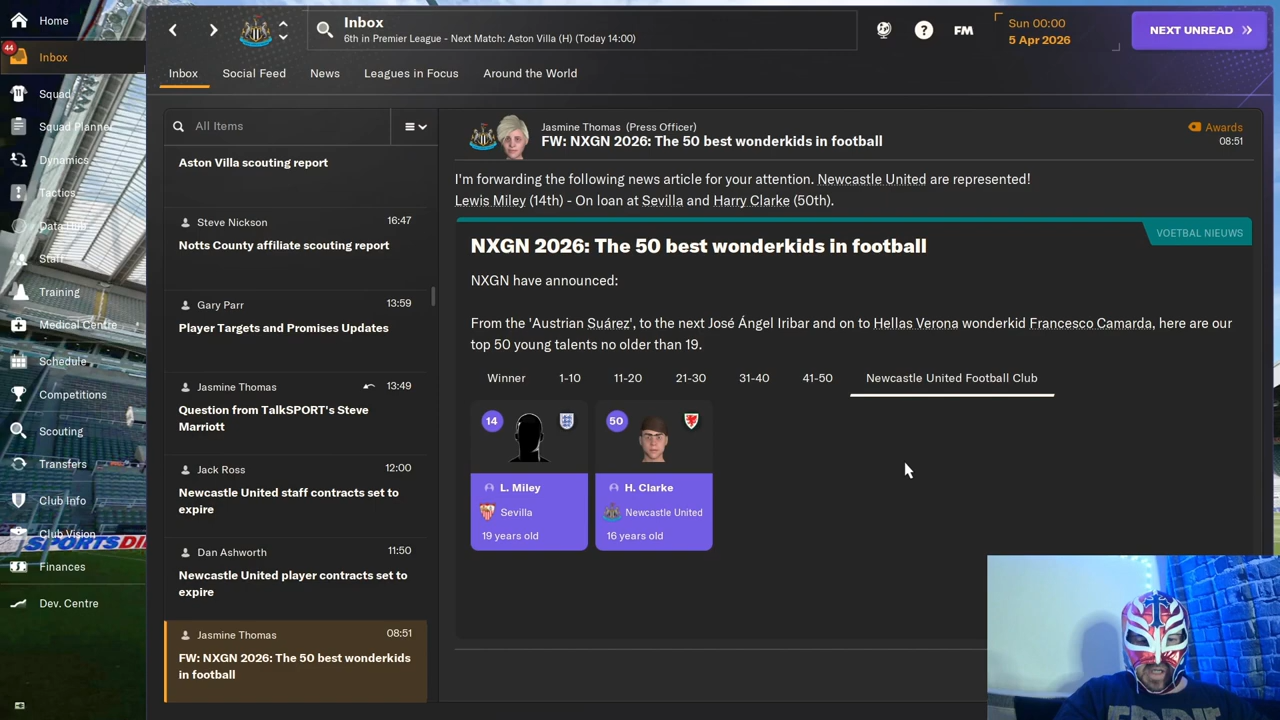 Home
44
Inbox
Squad
Squad Planner
Dynamics
Tactics
Data Hub
Staff
Training
Medical Centre
Schedule
Competitions
Scouting
Transfers
Club Info
Club Vision
SPORTS DI
Finances
Dev. Centre
Inbox
6th in Premier League - Next Match: Aston Villa (H) (Today 14:00)
?
FM
Sun 00:00
5 Apr 2026
NEXT UNREAD
Inbox
Social Feed
News
Leagues in Focus
Around the World
All Items
Aston Villa scouting report
Steve Nickson
16:47
Notts County affiliate scouting report
Gary Parr
13:59
Player Targets and Promises Updates
Jasmine Thomas
13:49
Question from TalkSPORT's Steve
Marriott
Jack Ross
12:00
Newcastle United staff contracts set to
expire
Dan Ashworth
11:50
Newcastle United player contracts set to
expire
Jasmine Thomas
08:51
FW: NXGN 2026: The 50 best wonderkids
in football
Jasmine Thomas (Press Officer)
FW: NXGN 2026: The 50 best wonderkids in football
Awards
08:51
I'm forwarding the following news article for your attention. Newcastle United are represented!
Lewis Miley (14th) - On loan at Sevilla and Harry Clarke (50th).
NXGN 2026: The 50 best wonderkids in football
VOETBAL NIEUWS
NXGN have announced:
From the 'Austrian Suárez', to the next José Ángel Iribar and on to Hellas Verona wonderkid Francesco Camarda, here are our
top 50 young talents no older than 19.
Winner
1-10
11-20
21-30
31-40
41-50
Newcastle United Football Club
14
L. Miley
Sevilla
19 years old
50
H. Clarke
Newcastle United
16 years old